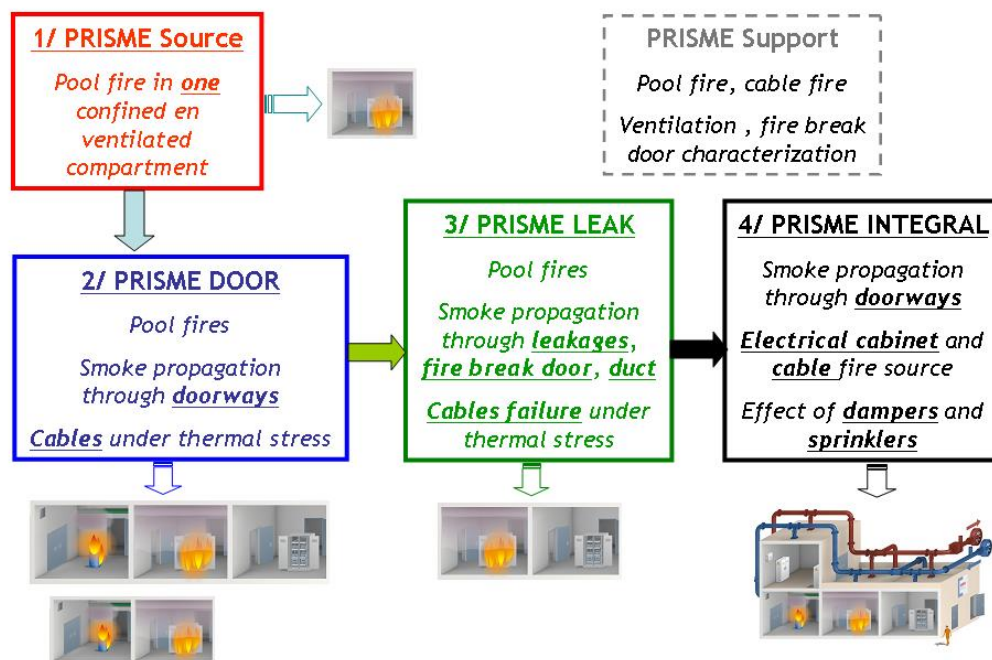 1/ PRISME Source
Pool fire in one
confined en
ventilated
compartment
PRISME Support
Pool fire, cable fire
Ventilation , fire break
door characterization
2/ PRISME DOOR
Pool fires
Smoke propagation
through doorways
Cables under thermal stress
3/ PRISME LEAK
Pool fires
Smoke propagation
through leakages,
fire break door, duct
Cables failure under
thermal stress
4/ PRISME INTEGRAL
Smoke propagation
through doorways
Electrical cabinet and
cable fire source
Effect of dampers and
sprinklers